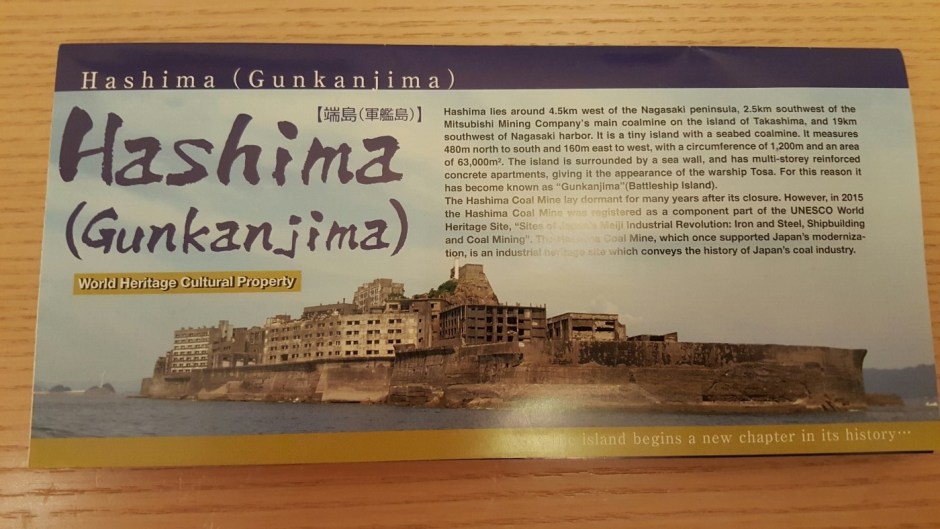 Hashima (Gunkanjima)
【端島(軍艦島)】
Hashima
(Gunkanjima)
World Heritage Cultural Property
Hashima lies around 4.5km west of the Nagasaki peninsula, 2.5km southwest of the
Mitsubishi Mining Company's main coalmine on the island of Takashima, and 19km
southwest of Nagasaki harbor. It is a tiny island with a seabed coalmine. It measures
480m north to south and 160m east to west, with a circumference of 1,200m and an area
of 63,000m². The island is surrounded by a sea wall, and has multi-storey reinforced
concrete apartments, giving it the appearance of the warship Tosa. For this reason it
has become known as "Gunkanjima"(Battleship Island).
The Hashima Coal Mine lay dormant for many years after its closure. However, in 2015
the Hashima Coal Mine was registered as a component part of the UNESCO World
Heritage Site, "Sites of Japan's Meiji Industrial Revolution: Iron and Steel, Shipbuilding
and Coal Mining". The Hashima Coal Mine, which once supported Japan's moderniza-
tion, is an industrial heritage site which conveys the history of Japan's coal industry.
island begins a new chapter in its history…